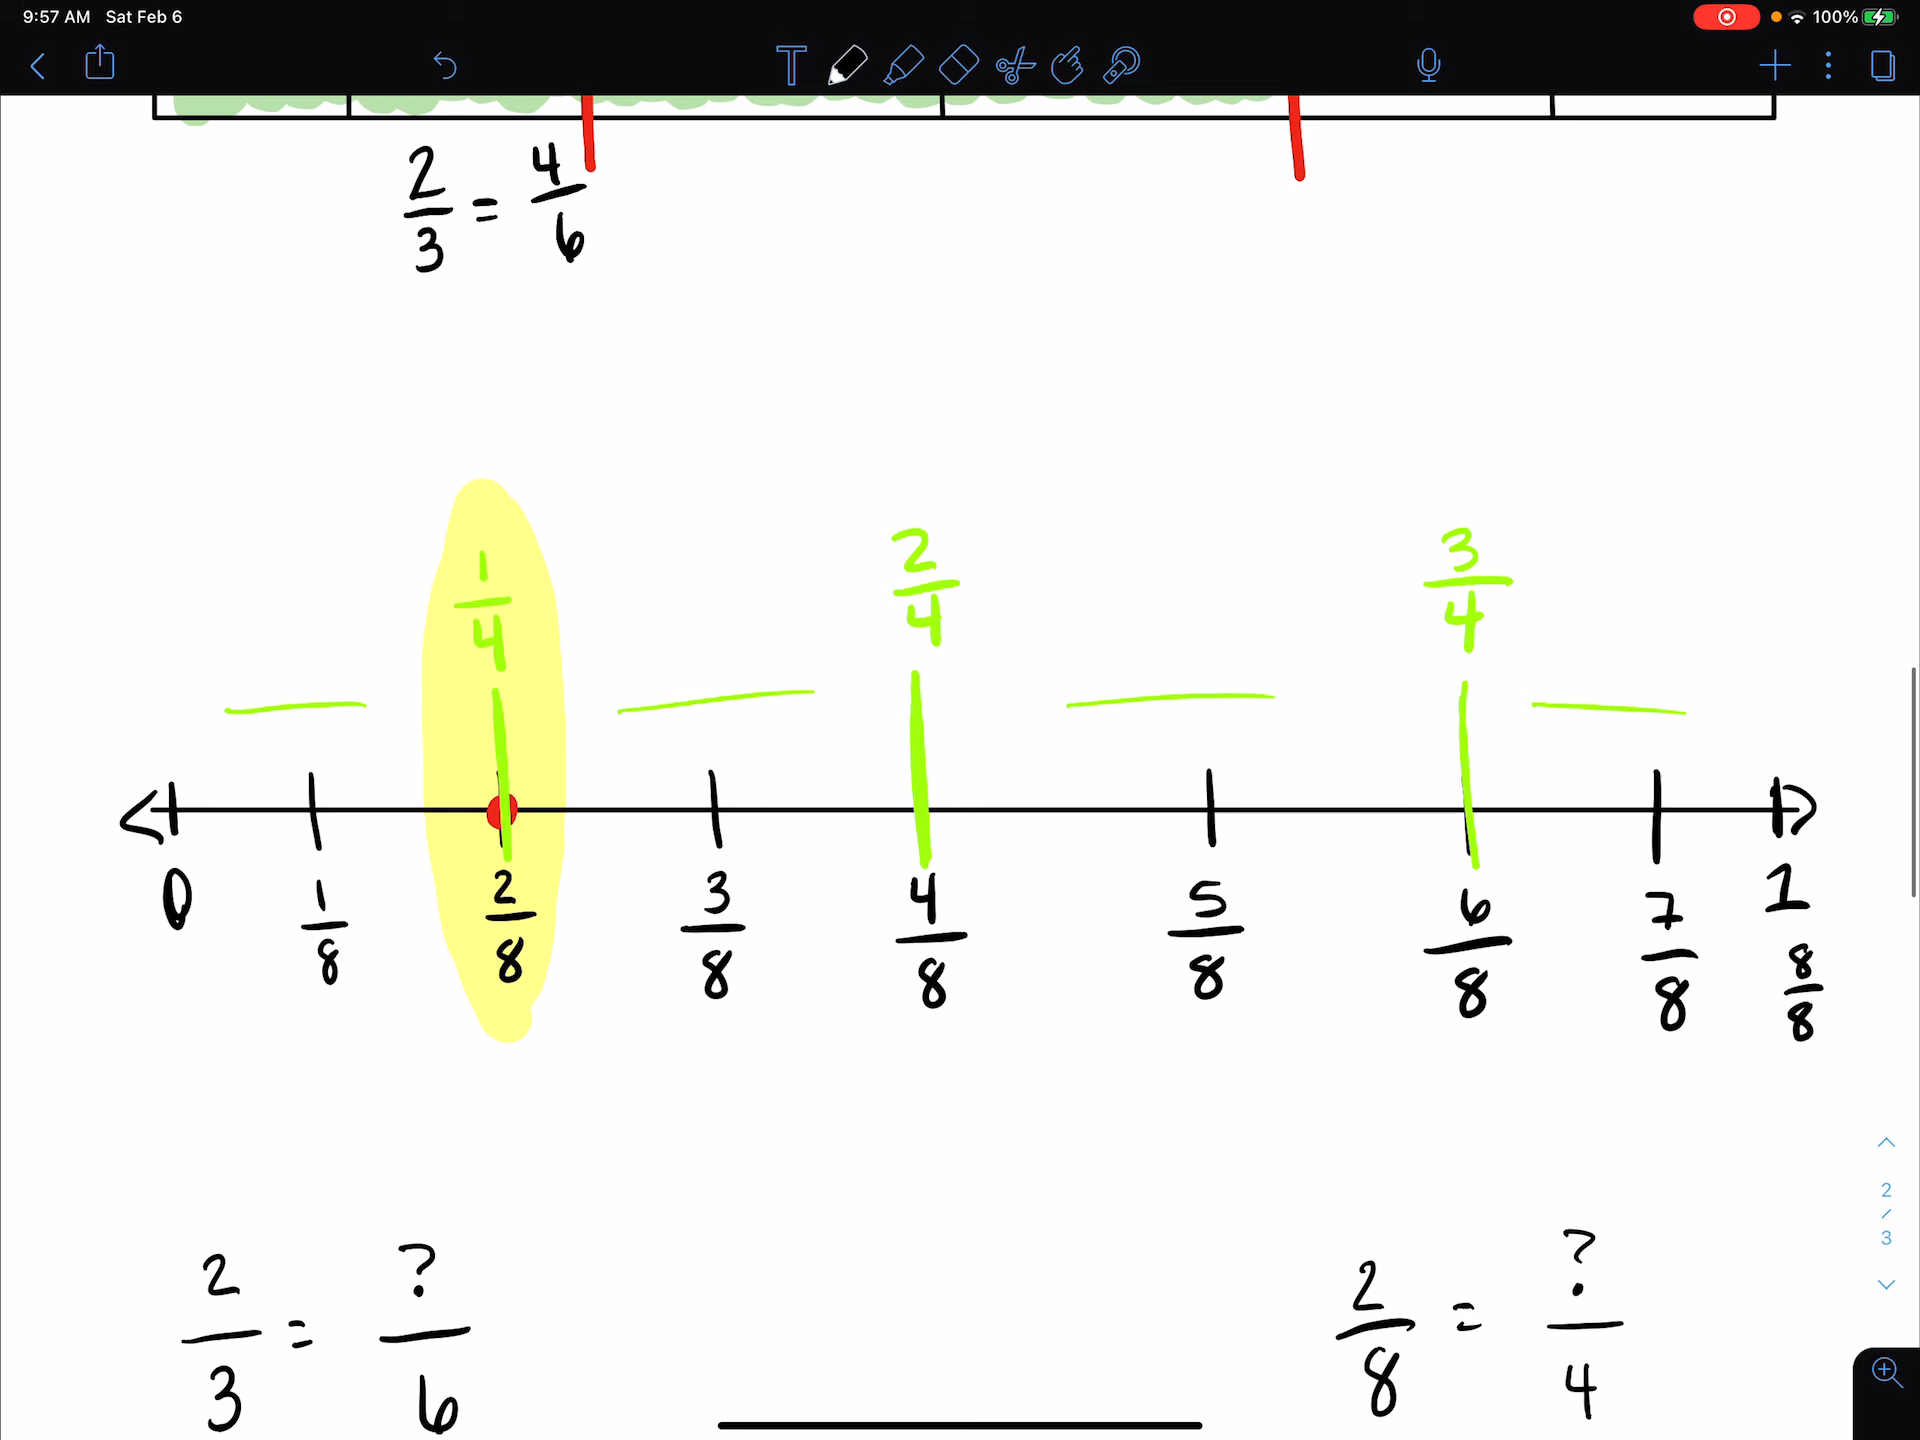 9:57 AM Sat Feb 6 100%
T
2/3 = 4/6
1/4 2/4 3/4
0 1/8 2/8 3/8 4/8 5/8 6/8 7/8 1
8/8
2/3 = ?/6 2/8 = ?/4
2/3